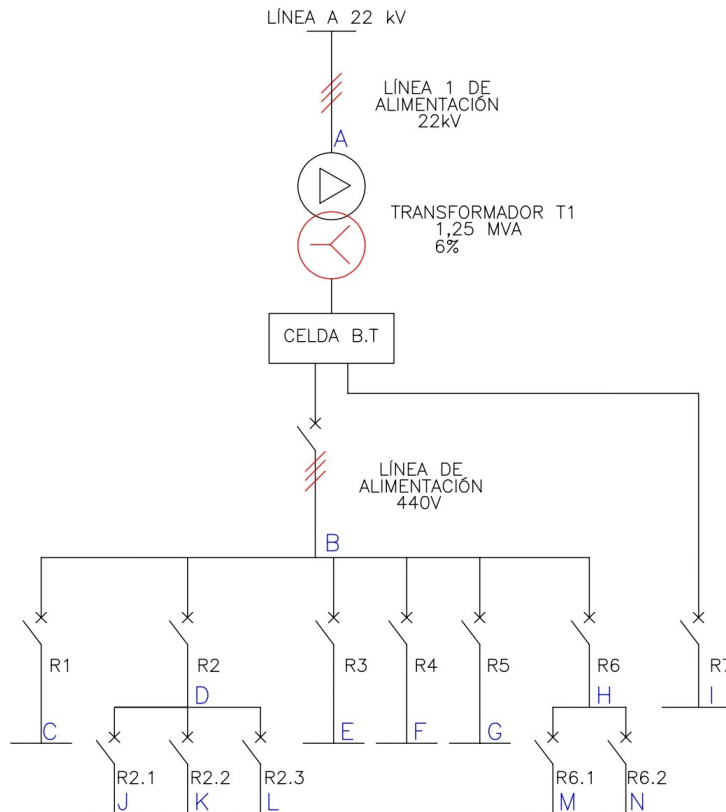 LÍNEA A 22 kV
LÍNEA 1 DE
ALIMENTACIÓN
22kV
A
TRANSFORMADOR T1
1,25 MVA
6%
CELDA B.T
LÍNEA DE
ALIMENTACIÓN
440V
B
R1
R2
R3
R4
R5
R6
R7
C
D
E
F
G
H
I
R2.1
R2.2
R2.3
R6.1
R6.2
J
K
L
M
N